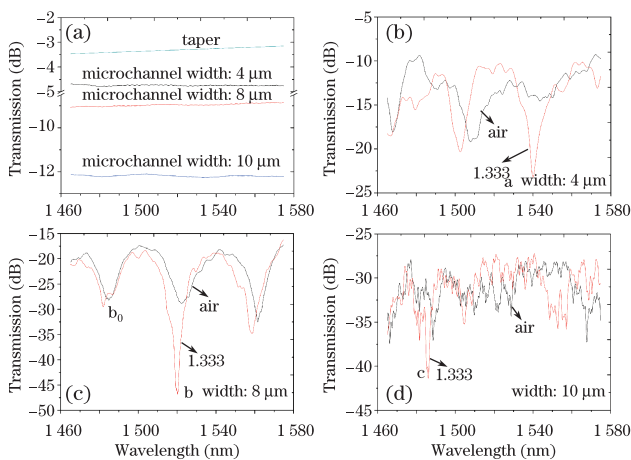 (a)
taper
microchannel width: 4 μm
microchannel width: 8 μm
microchannel width: 10 μm
Transmission (dB)
−2
−3
−4
−5
−10
−12
1 460
1 500
1 540
1 580
(b)
air
1.333
a
width: 4 μm
Transmission (dB)
−5
−10
−15
−20
−25
1 460
1 500
1 540
1 580
(c)
b0
air
1.333
b
width: 8 μm
Transmission (dB)
−15
−20
−25
−30
−35
−40
−45
−50
1 460
1 500
1 540
1 580
Wavelength (nm)
(d)
air
c
1.333
width: 10 μm
Transmission (dB)
−25
−30
−35
−40
−45
1 460
1 500
1 540
1 580
Wavelength (nm)